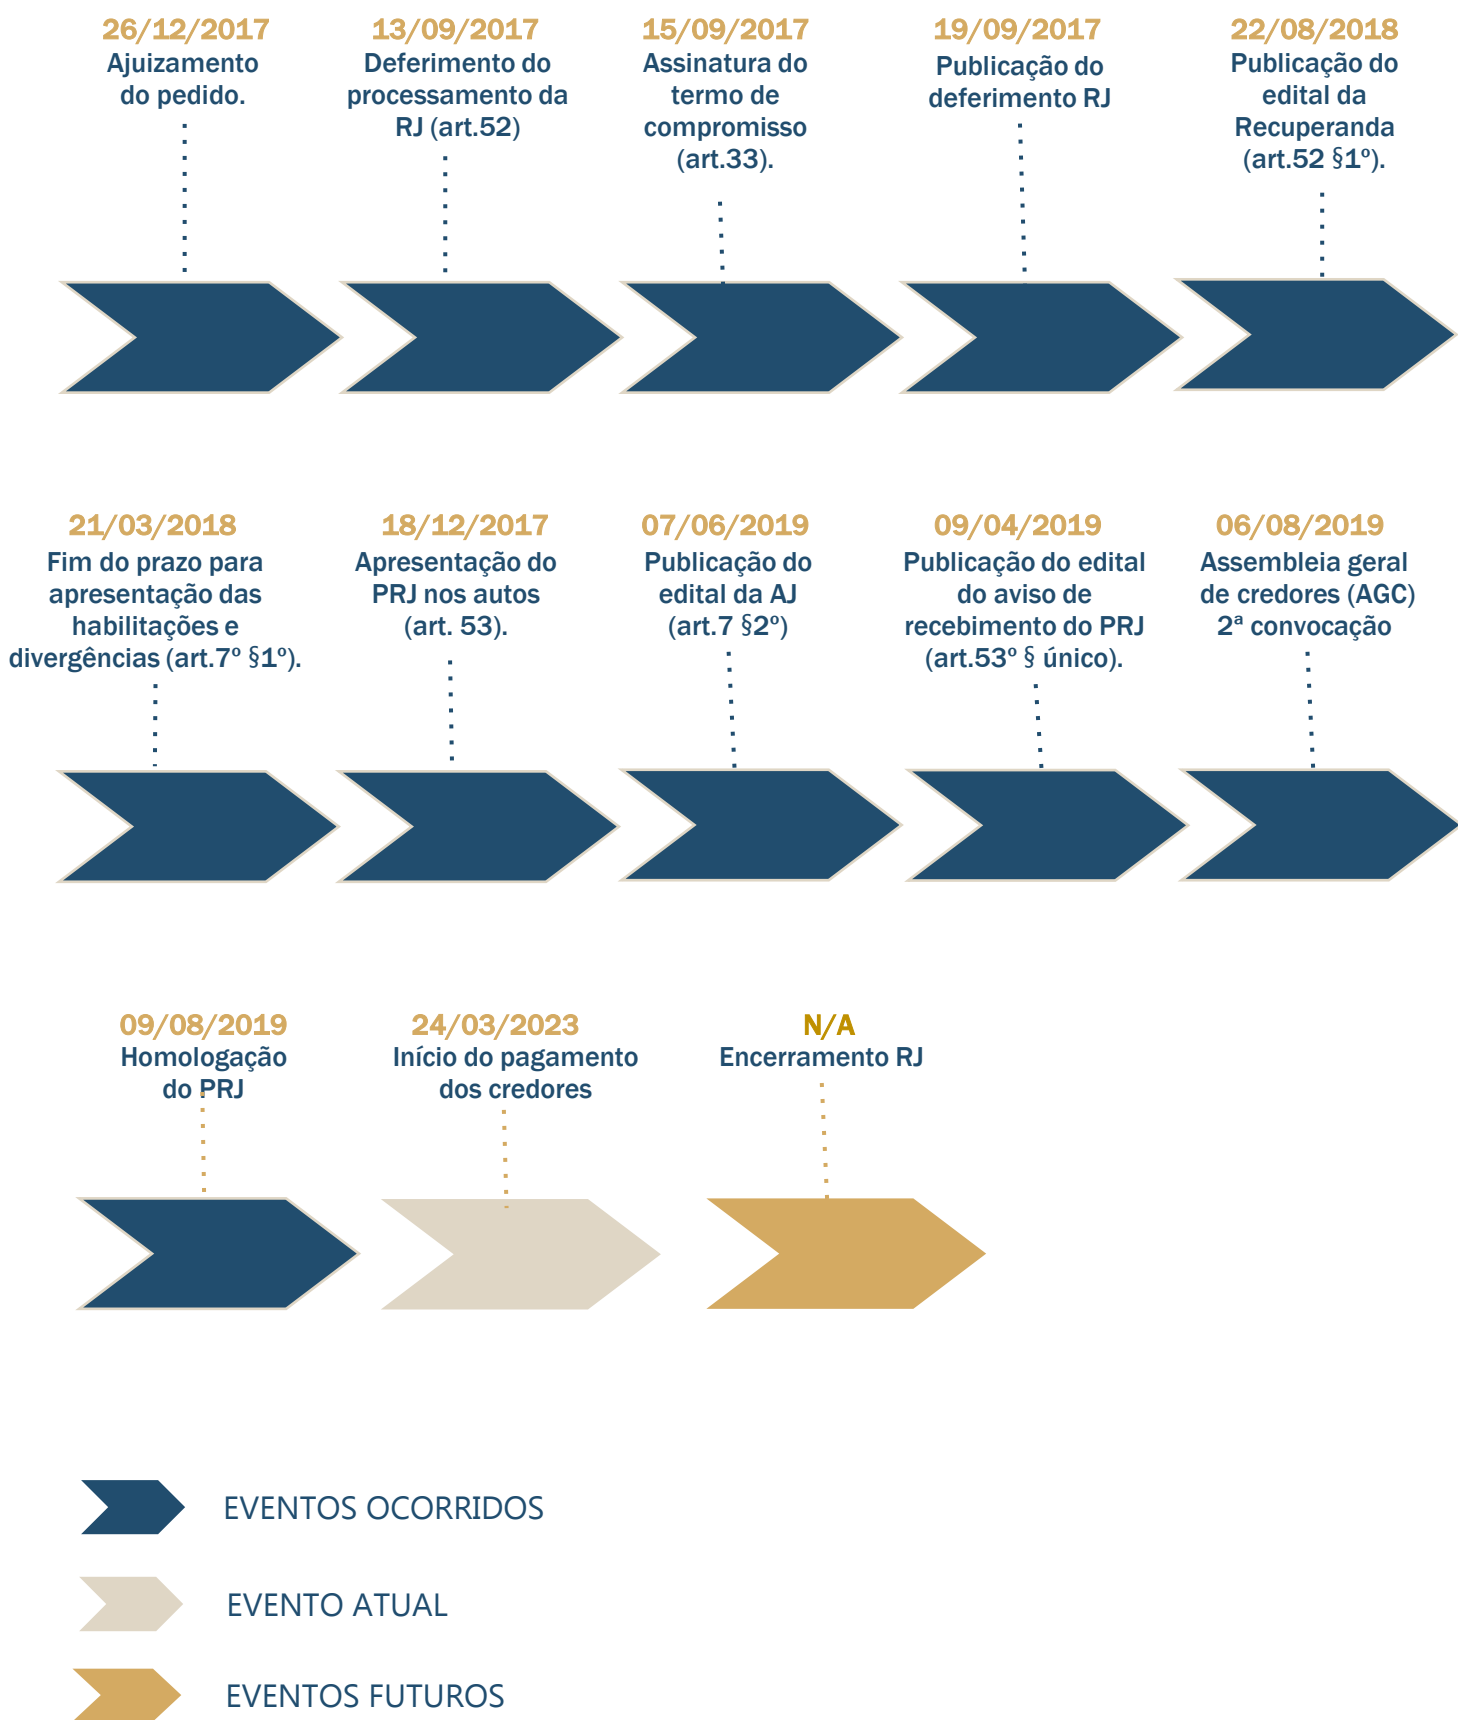 26/12/2017
Ajuizamento
do pedido.
13/09/2017
Deferimento do
processamento da
RJ (art.52)
15/09/2017
Assinatura do
termo de
compromisso
(art.33).
19/09/2017
Publicação do
deferimento RJ
22/08/2018
Publicação do
edital da
Recuperanda
(art.52 §1º).
21/03/2018
Fim do prazo para
apresentação das
habilitações e
divergências (art.7º §1º).
18/12/2017
Apresentação do
PRJ nos autos
(art. 53).
07/06/2019
Publicação do
edital da AJ
(art.7 §2º)
09/04/2019
Publicação do edital
do aviso de
recebimento do PRJ
(art.53º § único).
06/08/2019
Assembleia geral
de credores (AGC)
2ª convocação
09/08/2019
Homologação
do PRJ
24/03/2023
Início do pagamento
dos credores
N/A
Encerramento RJ
EVENTOS OCORRIDOS
EVENTO ATUAL
EVENTOS FUTUROS